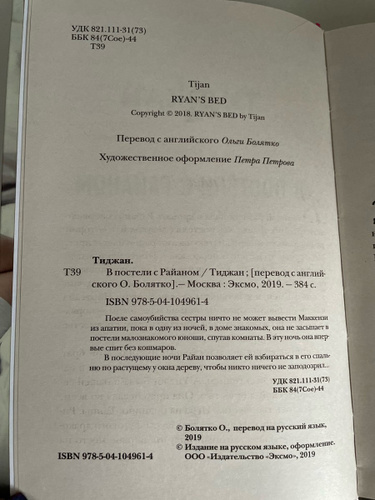 УДК 821.111-31(73)
ББК 84(7Сое)-44
Т39
Tijan
RYAN'S BED
Copyright © 2018. RYAN'S BED by Tijan
Перевод с английского Ольги Болятко
Художественное оформление Петра Петрова
Тиджан.
Т39 В постели с Райаном / Тиджан ; [перевод с английского О. Болятко].— Москва : Эксмо, 2019. — 384 с.
ISBN 978-5-04-104961-4
После самоубийства сестры ничто не может вывести Маккензи
из апатии, пока в одну из ночей, в доме знакомых, она не засыпает в
постели малознакомого юноши, спутав комнаты. В эту ночь она впервые
спит без кошмаров.
В последующие ночи Райан позволяет ей взбираться в его спальню
по растущему у окна дереву, чтобы никто ничего не заподозрил...
УДК 821.111-31(73)
ББК 84(7Сое)-44
© Болятко О., перевод на русский язык,
2019
© Издание на русском языке, оформление.
ISBN 978-5-04-104961-4 ООО «Издательство «Эксмо», 2019